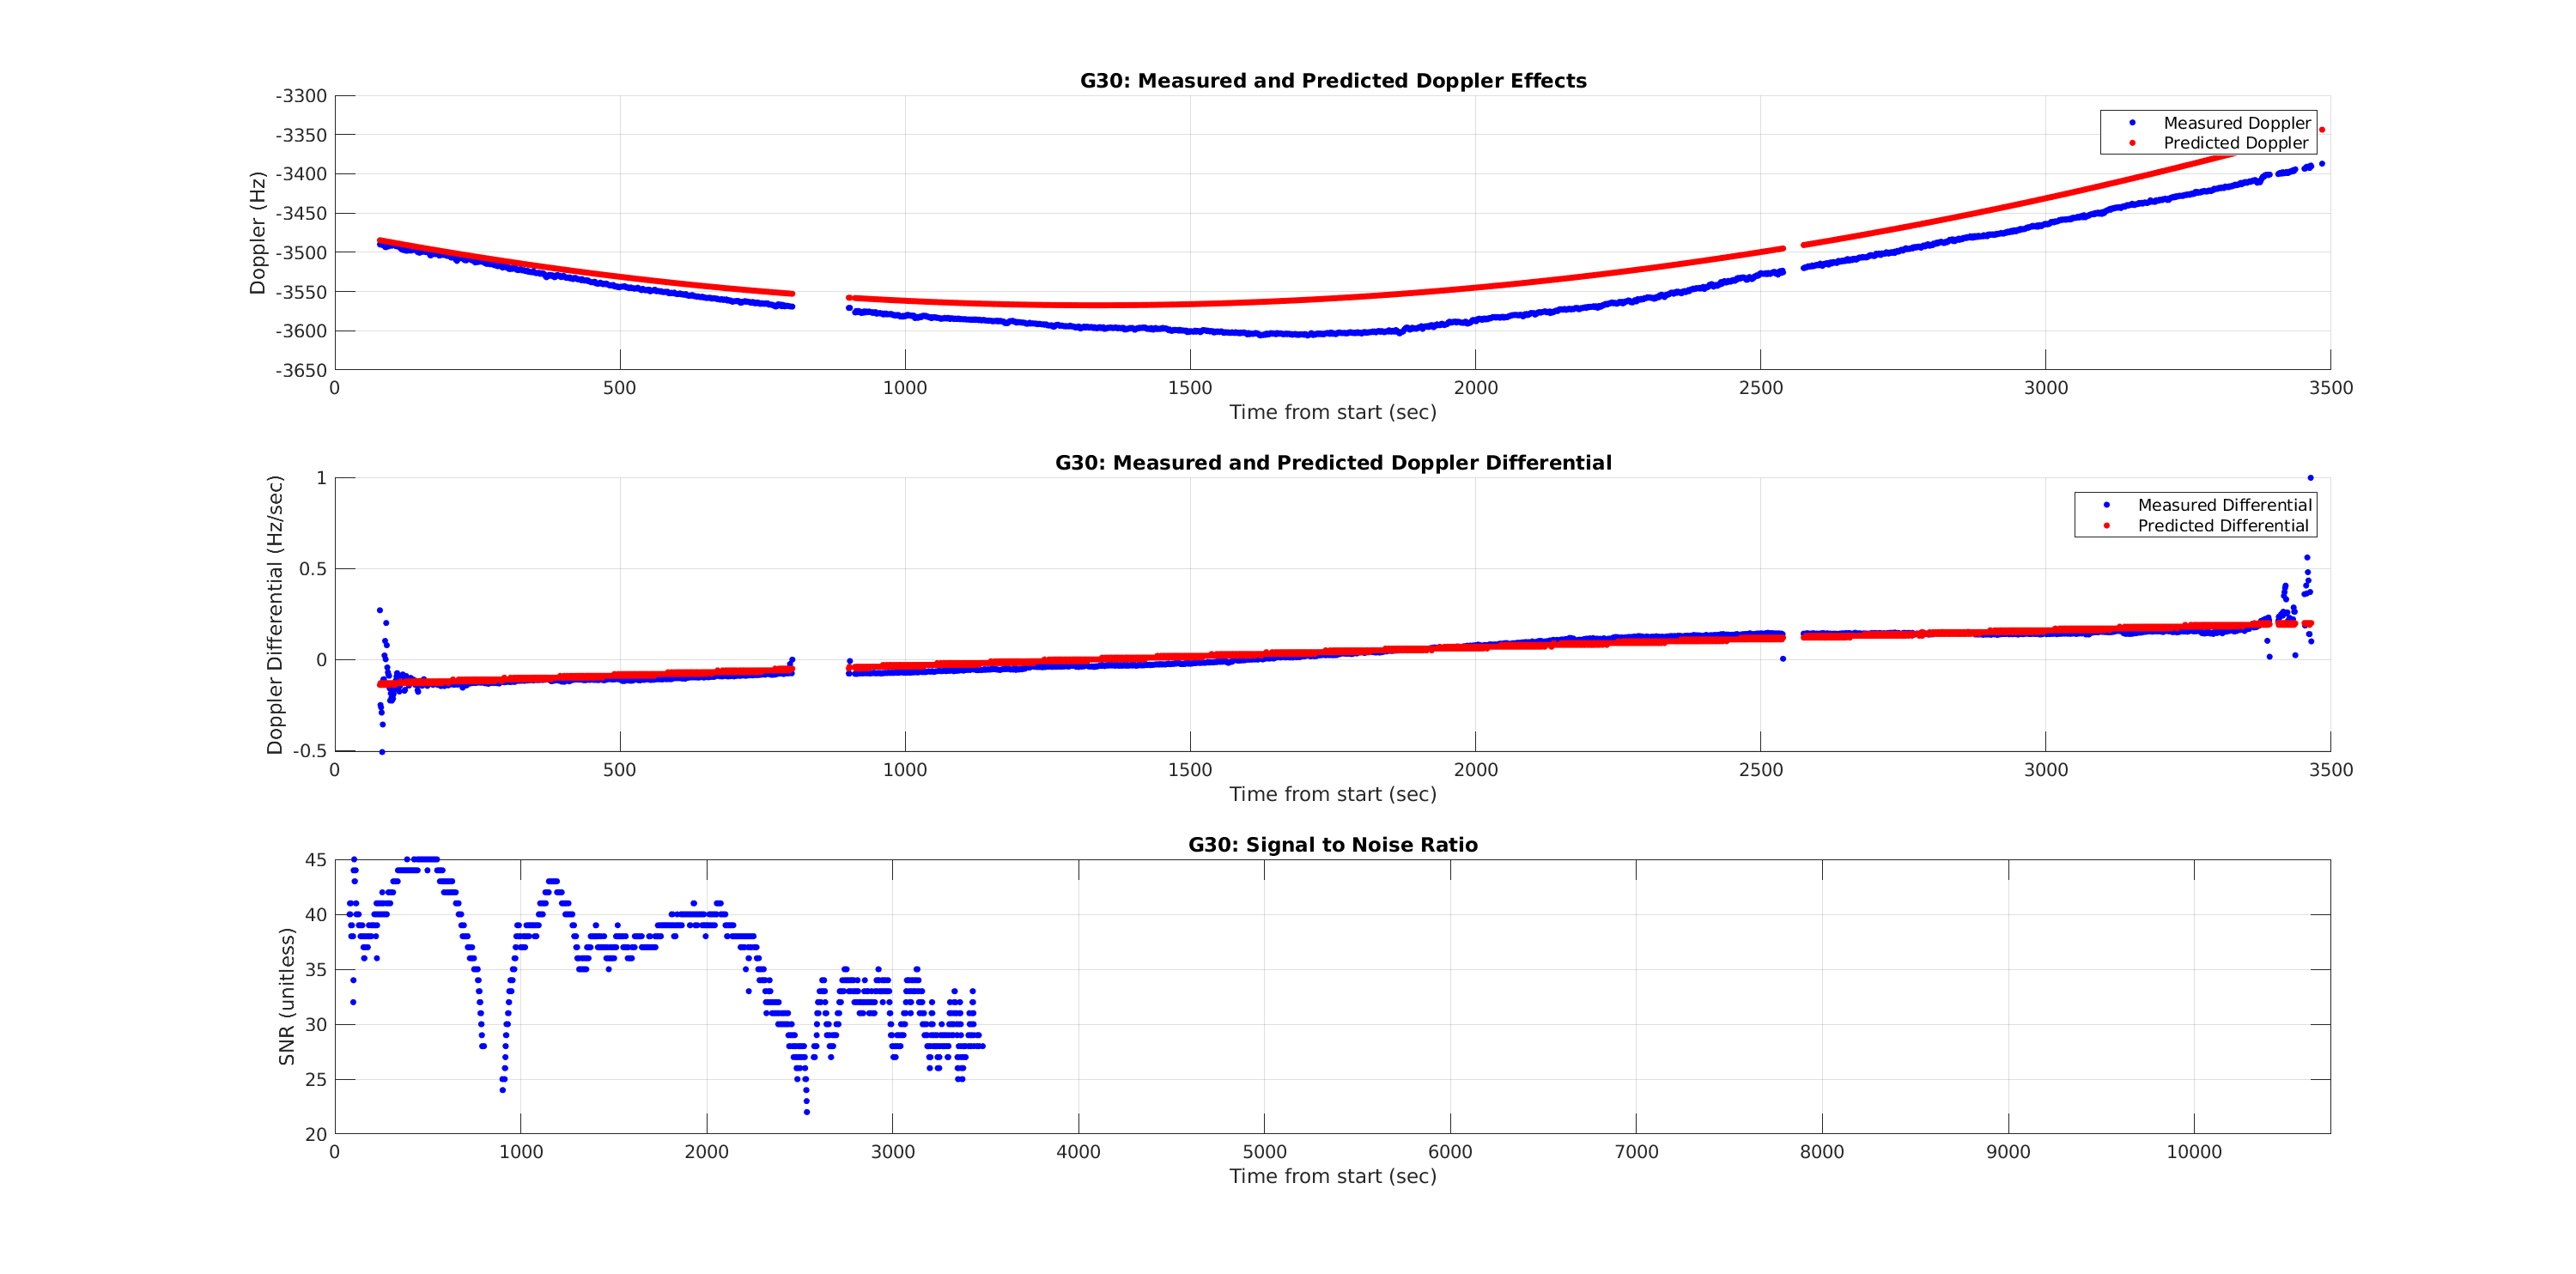 G30: Measured and Predicted Doppler Effects
-3300
-3350
-3400
-3450
-3500
-3550
-3600
-3650
Doppler (Hz)
Measured Doppler
Predicted Doppler
0 500 1000 1500 2000 2500 3000 3500
Time from start (sec)
G30: Measured and Predicted Doppler Differential
1
0.5
0
-0.5
Doppler Differential (Hz/sec)
Measured Differential
Predicted Differential
0 500 1000 1500 2000 2500 3000 3500
Time from start (sec)
G30: Signal to Noise Ratio
45
40
35
30
25
20
SNR (unitless)
0 1000 2000 3000 4000 5000 6000 7000 8000 9000 10000
Time from start (sec)